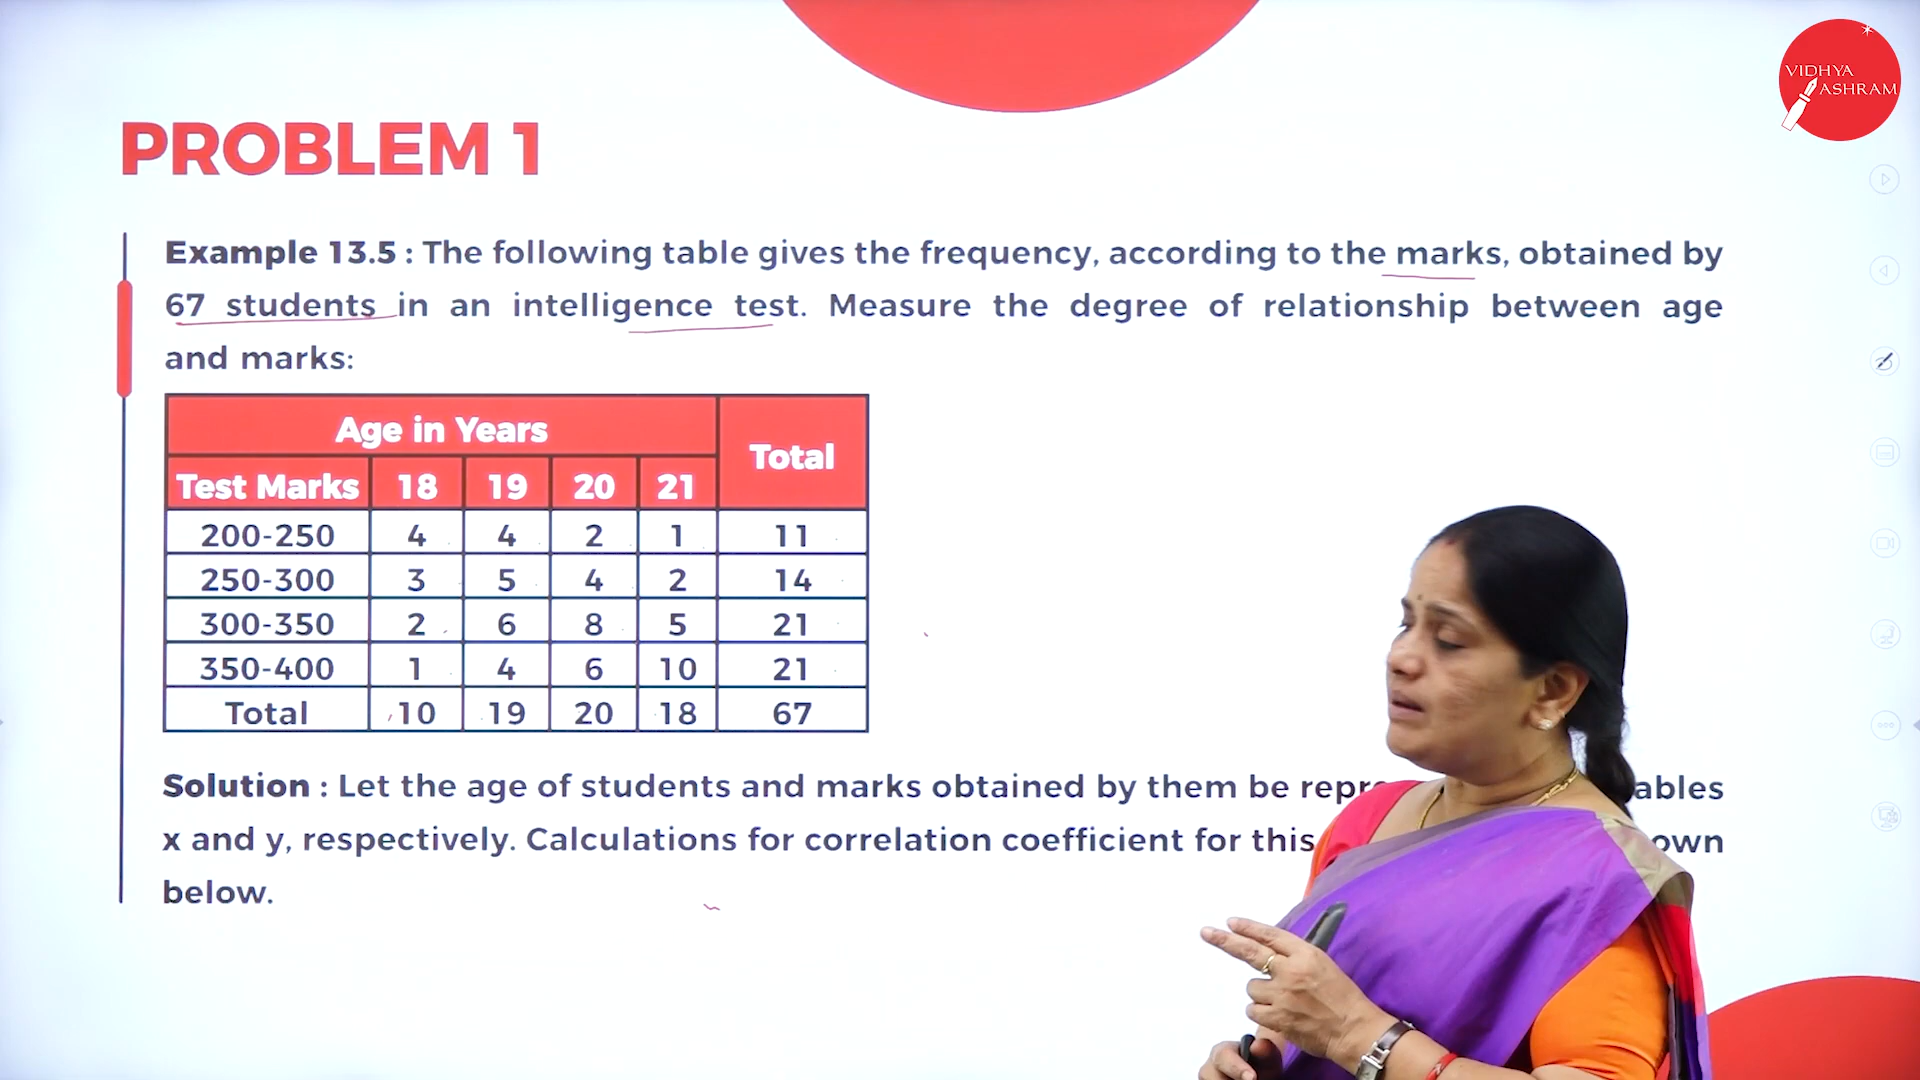 VIDHYA
ASHRAM
PROBLEM 1
Example 13.5 : The following table gives the frequency, according to the marks, obtained by
67 students in an intelligence test. Measure the degree of relationship between age
and marks:
Age in Years Total
Test Marks 18 19 20 21
200-250 4 4 2 1 11
250-300 3 5 4 2 14
300-350 2 6 8 5 21
350-400 1 4 6 10 21
Total 10 19 20 18 67
Solution : Let the age of students and marks obtained by them be
x and y, respectively. Calculations for correlation coefficient for this
below.